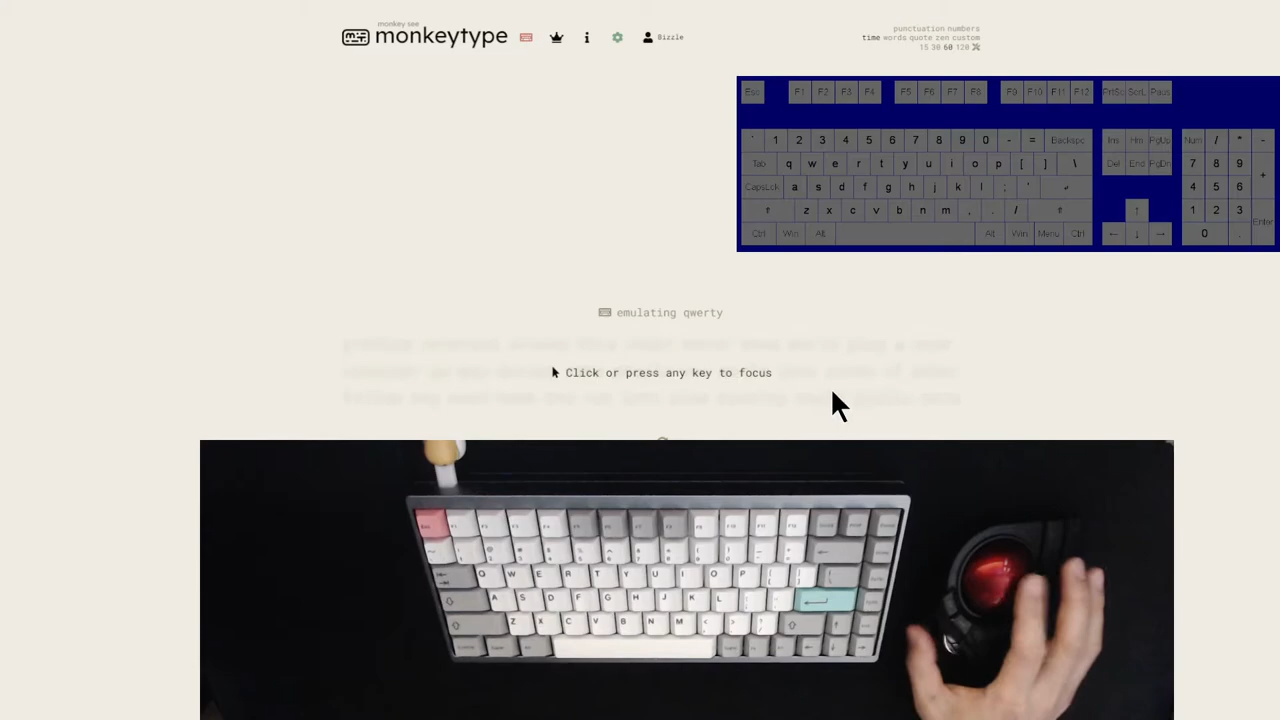 monkey see
monkeytype
Bizzle
punctuation numbers
time words quote zen custom
15 30 60 120
Esc F1 F2 F3 F4 F5 F6 F7 F8 F9 F10 F11 F12 PrtSc ScrL Paus
` 1 2 3 4 5 6 7 8 9 0 - = Backspc Ins Hm PgUp Num / * -
Tab q w e r t y u i o p [ ] \ Del End PgDn 7 8 9 +
CapsLck a s d f g h j k l ; ' ↵ 4 5 6
⇧ z x c v b n m , . / ⇧ ↑ 1 2 3 Enter
Ctrl Win Alt Alt Win Menu Ctrl ← ↓ → 0 .
emulating qwerty
Click or press any key to focus
Q W E R T Y U I O P
A S D F G H J K L
Z X C V B N M